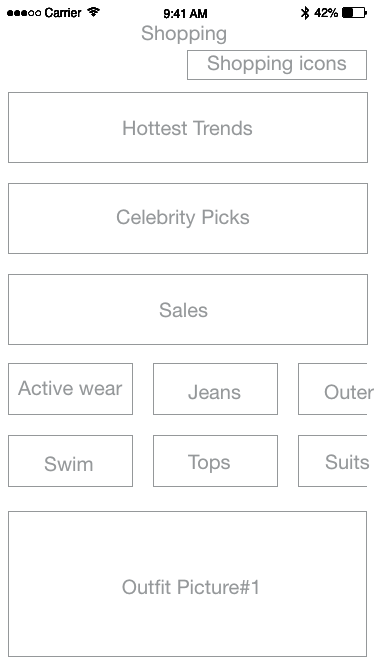 Carrier 9:41 AM 42%
Shopping
Shopping icons
Hottest Trends
Celebrity Picks
Sales
Active wear Jeans Outer
Swim Tops Suits
Outfit Picture#1